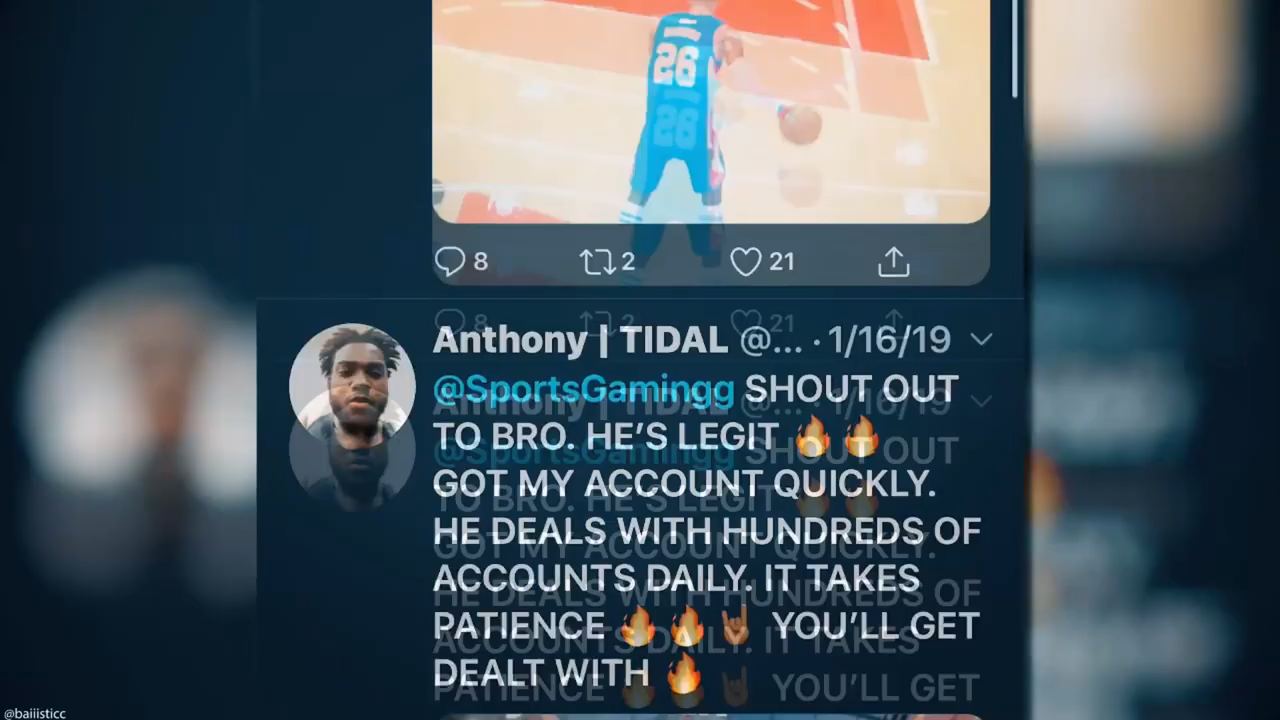 26
8 2 21
Anthony | TIDAL @... · 1/16/19
@SportsGamingg SHOUT OUT
TO BRO. HE'S LEGIT 🔥 🔥
GOT MY ACCOUNT QUICKLY.
HE DEALS WITH HUNDREDS OF
ACCOUNTS DAILY. IT TAKES
PATIENCE 🔥 🔥 🤘🏾 YOU'LL GET
DEALT WITH 🔥
@baiiisticc